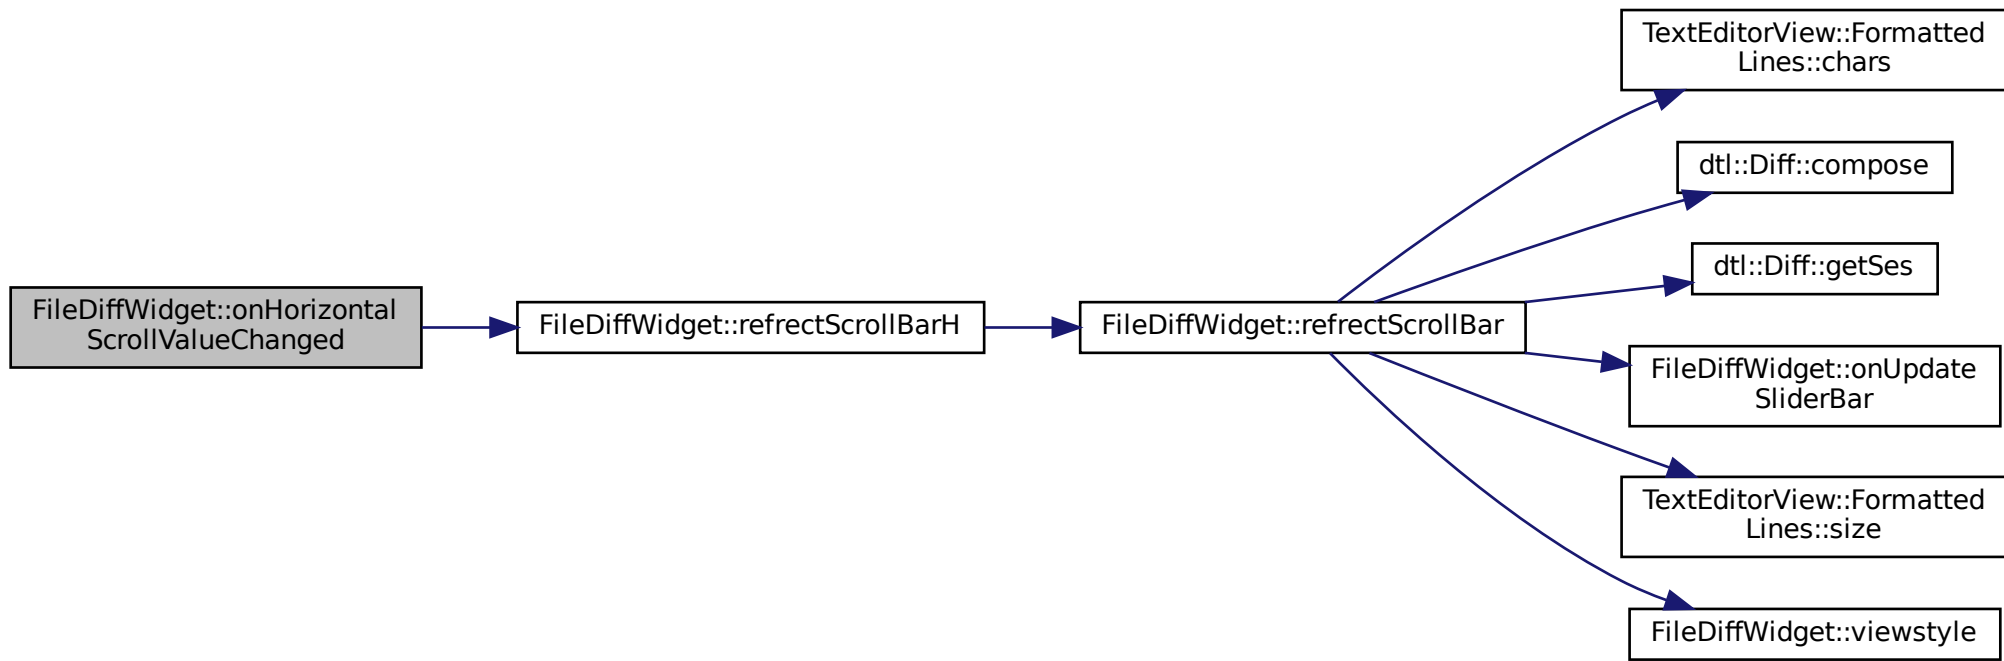 FileDiffWidget::onHorizontal
ScrollValueChanged
FileDiffWidget::refrectScrollBarH
FileDiffWidget::refrectScrollBar
TextEditorView::Formatted
Lines::chars
dtl::Diff::compose
dtl::Diff::getSes
FileDiffWidget::onUpdate
SliderBar
TextEditorView::Formatted
Lines::size
FileDiffWidget::viewstyle